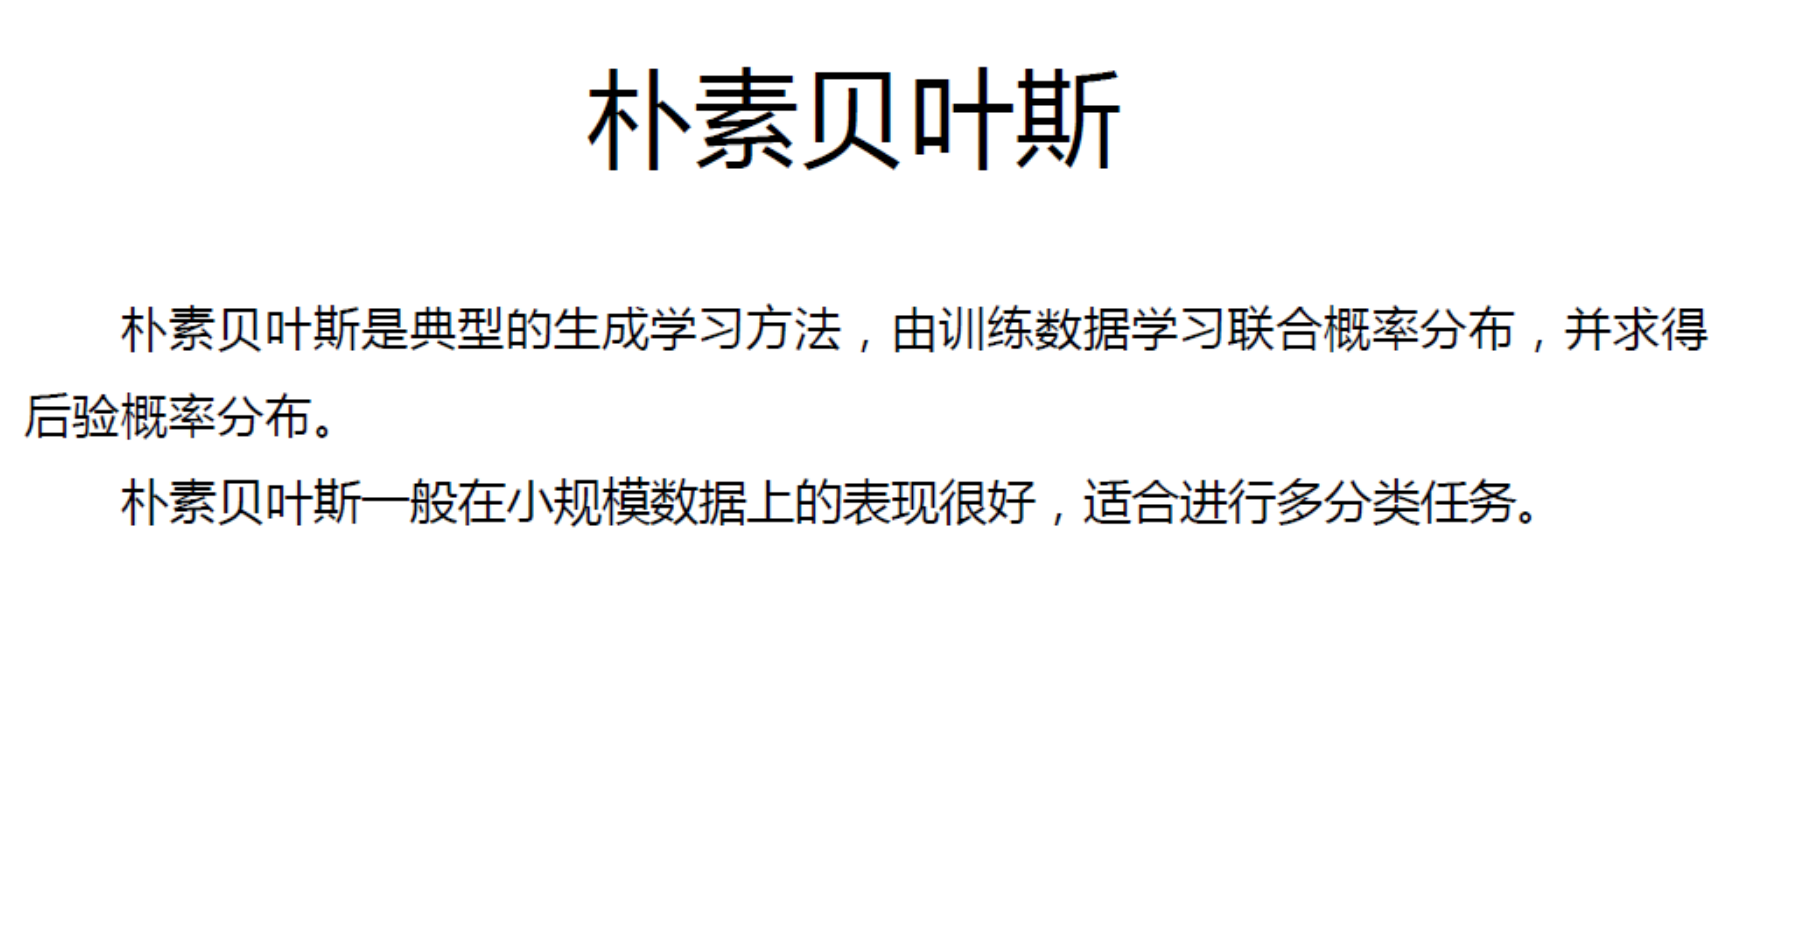 朴素贝叶斯
朴素贝叶斯是典型的生成学习方法，由训练数据学习联合概率分布，并求得
后验概率分布。
朴素贝叶斯一般在小规模数据上的表现很好，适合进行多分类任务。